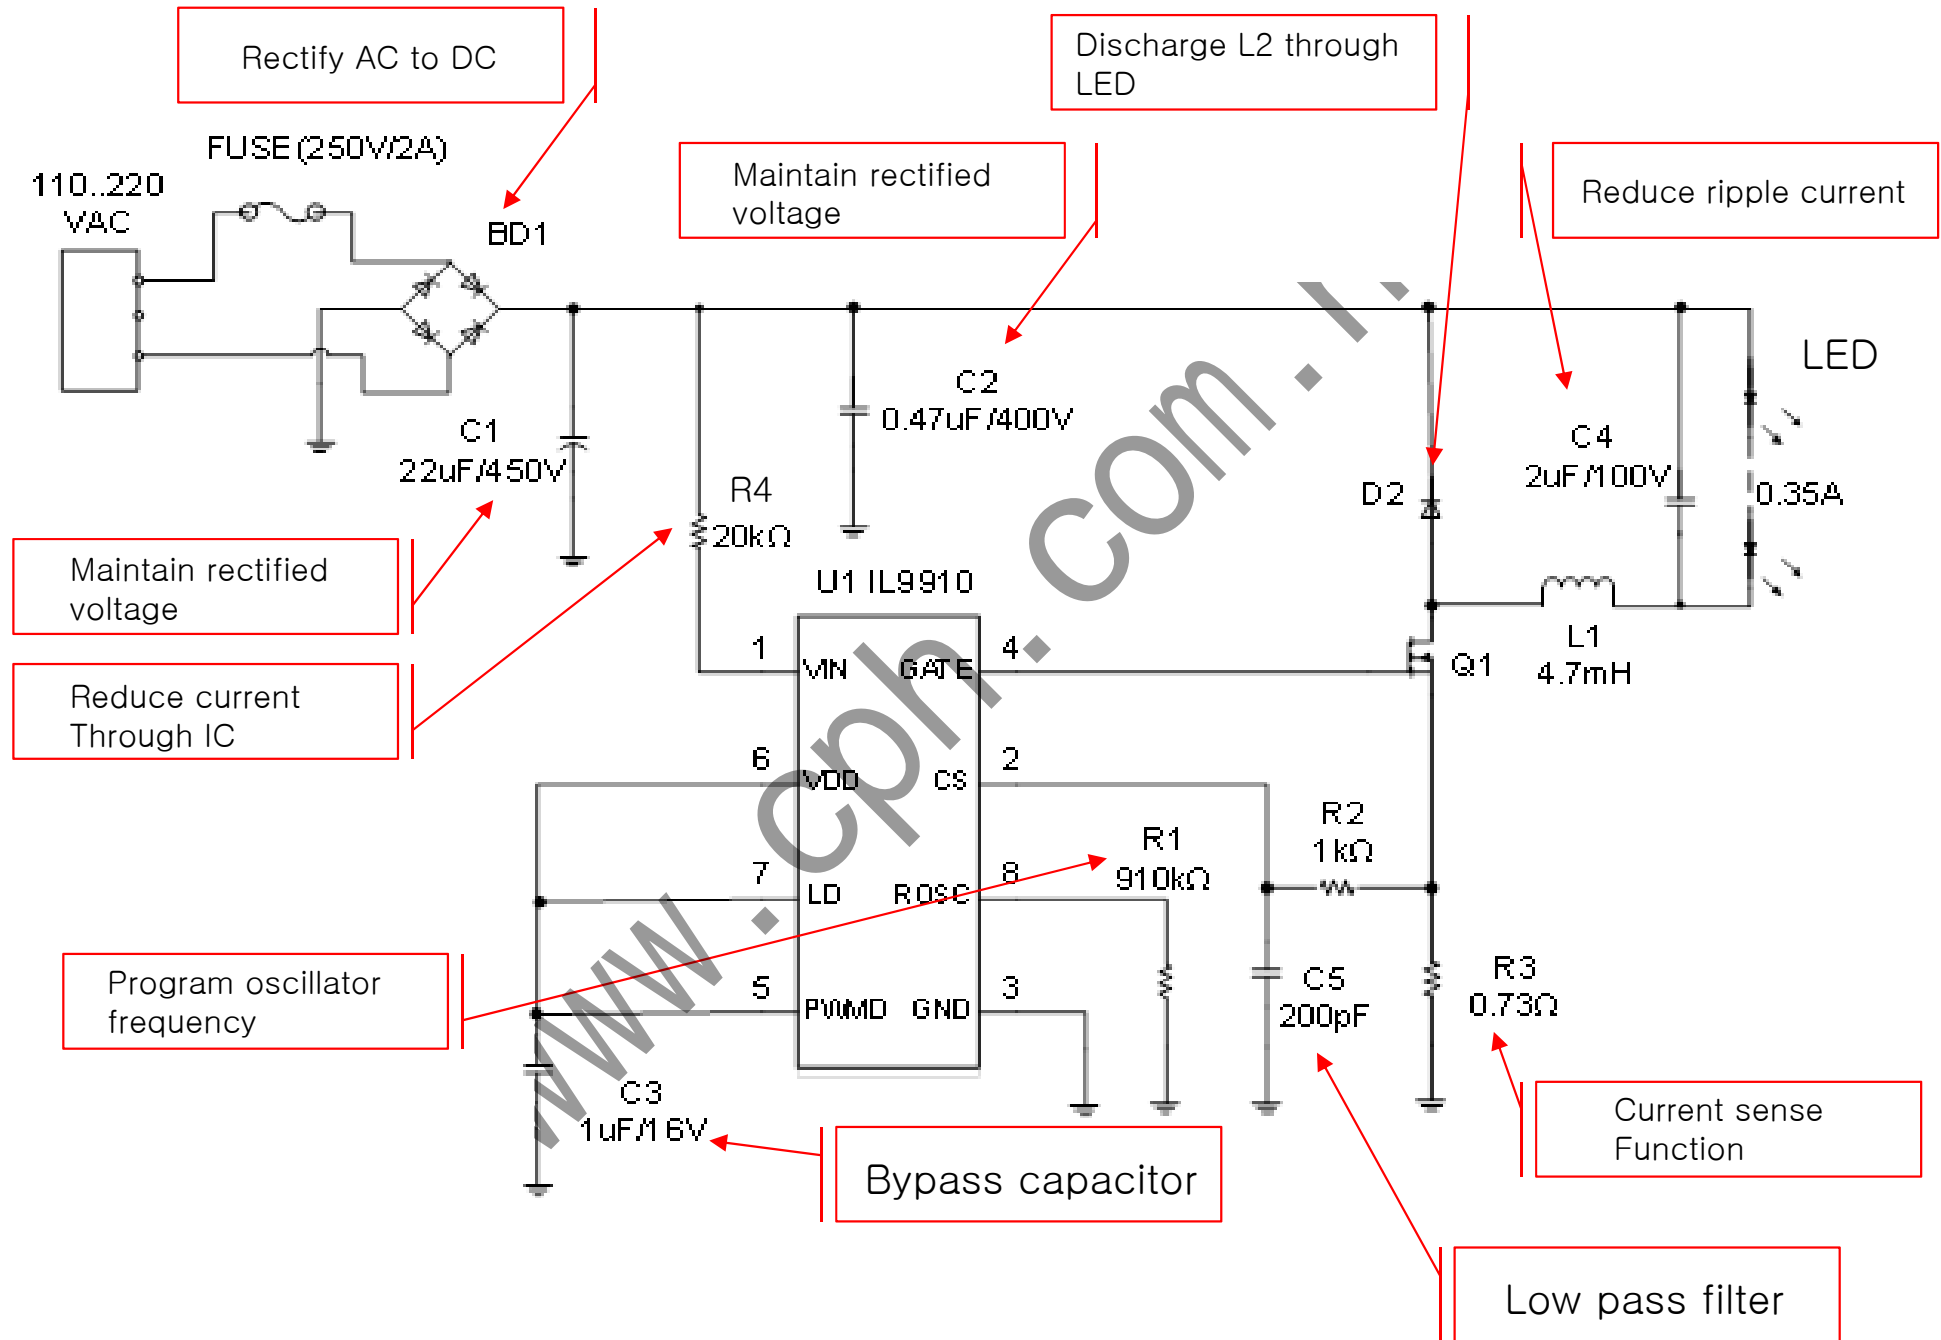 Rectify AC to DC
Discharge L2 through
LED
FUSE(250V/2A)
110..220
VAC
BD1
Maintain rectified
voltage
Reduce ripple current
LED
C2
0.47uF/400V
C1
22uF/450V
R4
20kΩ
D2
C4
2uF/100V
0.35A
Maintain rectified
voltage
U1 IL9910
L1
4.7mH
Q1
Reduce current
Through IC
1
VIN
GATE
4
6
VDD
CS
2
R2
1kΩ
R1
910kΩ
7
LD
ROSC
8
Program oscillator
frequency
5
PWMD
GND
3
C5
200pF
R3
0.73Ω
C3
1uF/16V
Bypass capacitor
Current sense
Function
Low pass filter